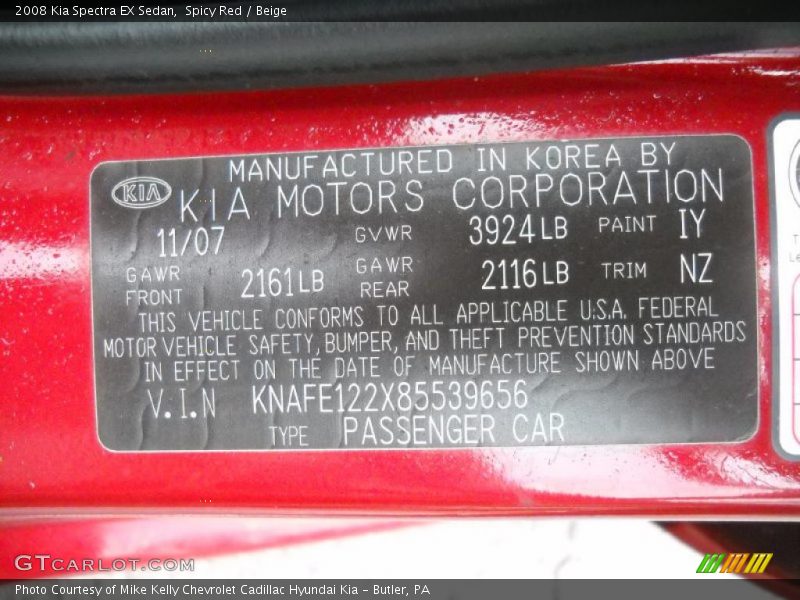 2008 Kia Spectra EX Sedan,  Spicy Red / Beige
MANUFACTURED IN KOREA BY
KIA KIA MOTORS CORPORATION
11/07 GVWR 3924LB PAINT IY
GAWR FRONT 2161LB GAWR REAR 2116LB TRIM NZ
THIS VEHICLE CONFORMS TO ALL APPLICABLE U.S.A. FEDERAL
MOTOR VEHICLE SAFETY, BUMPER, AND THEFT PREVENTION STANDARDS
IN EFFECT ON THE DATE OF MANUFACTURE SHOWN ABOVE
V.I.N KNAFE122X85539656
TYPE PASSENGER CAR
GTCARLOT.COM
Photo Courtesy of Mike Kelly Chevrolet Cadillac Hyundai Kia - Butler, PA